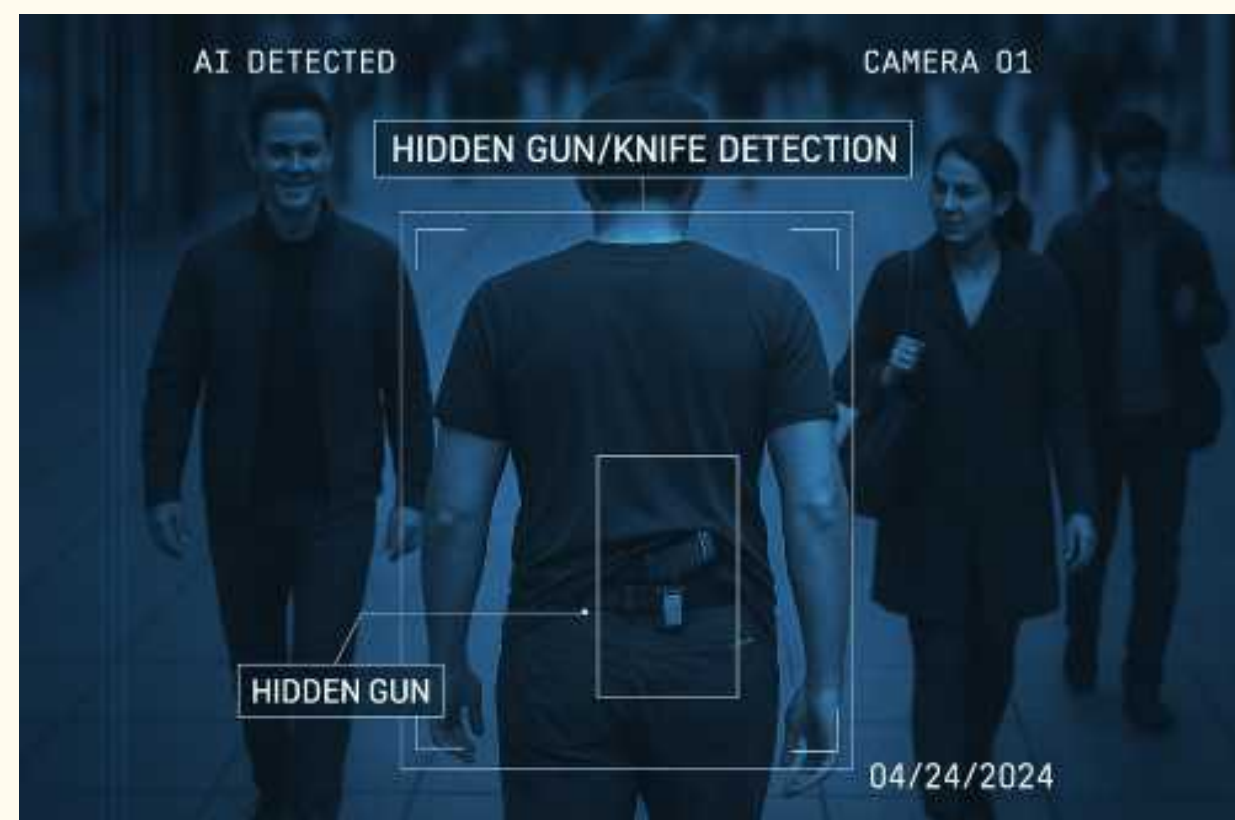 AI DETECTED
CAMERA 01
HIDDEN GUN/KNIFE DETECTION
HIDDEN GUN
04/24/2024